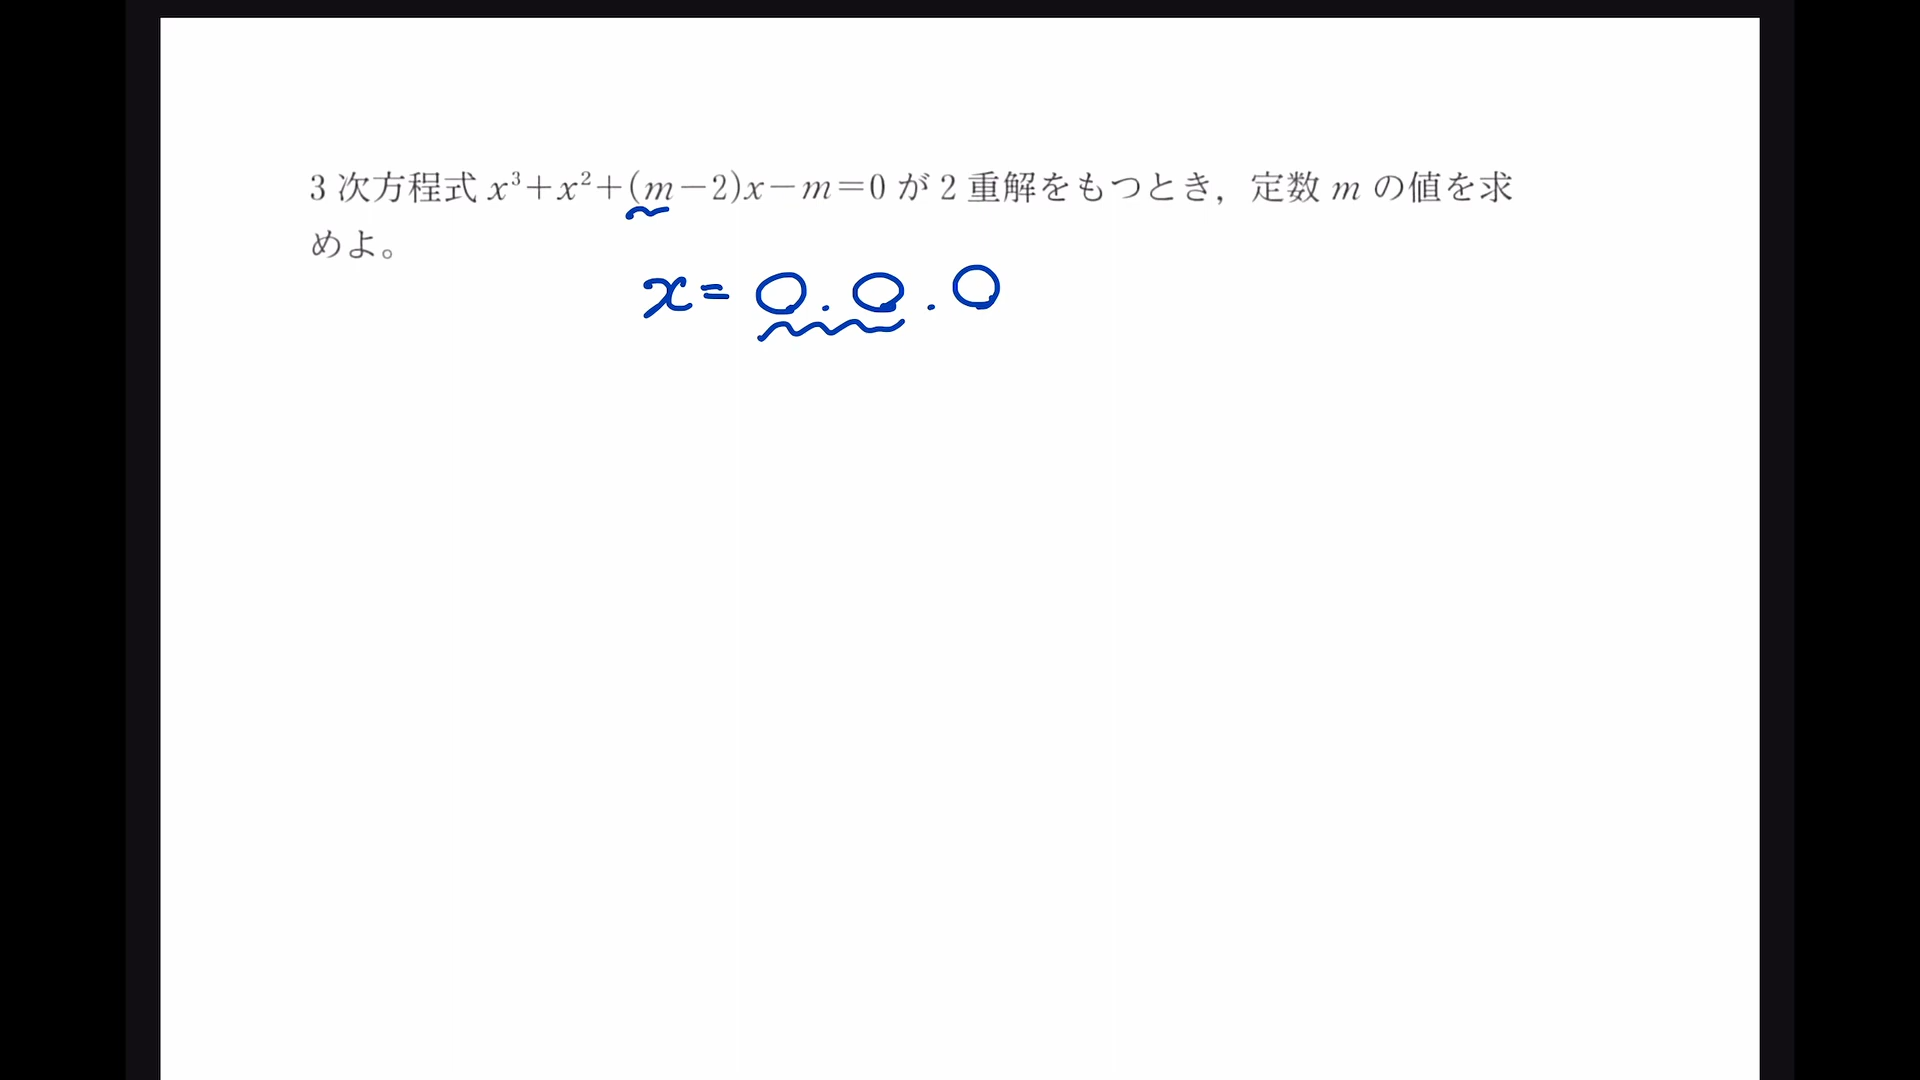 3 次方程式 x³+x²+(m−2)x−m=0 が 2 重解をもつとき，定数 m の値を求
めよ。
x= ○ . ○ . ○